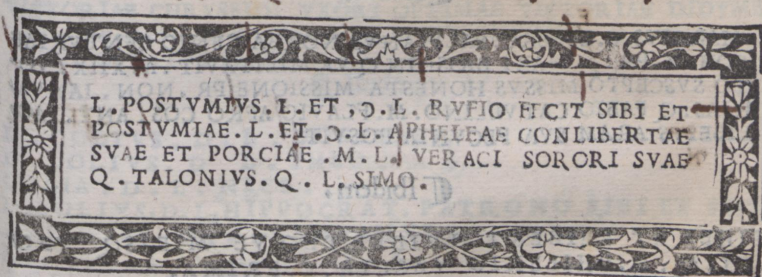 L. POSTVMIVS. L. ET , Ɔ. L. RVFIO FECIT SIBI ET
POSTVMIAE. L. ET. Ɔ. L. APHELEAE CONLIBERTAE
SVAE ET PORCIAE .M. L. VERACI SORORI SVAE
Q. TALONIVS. Q. L. SIMO.